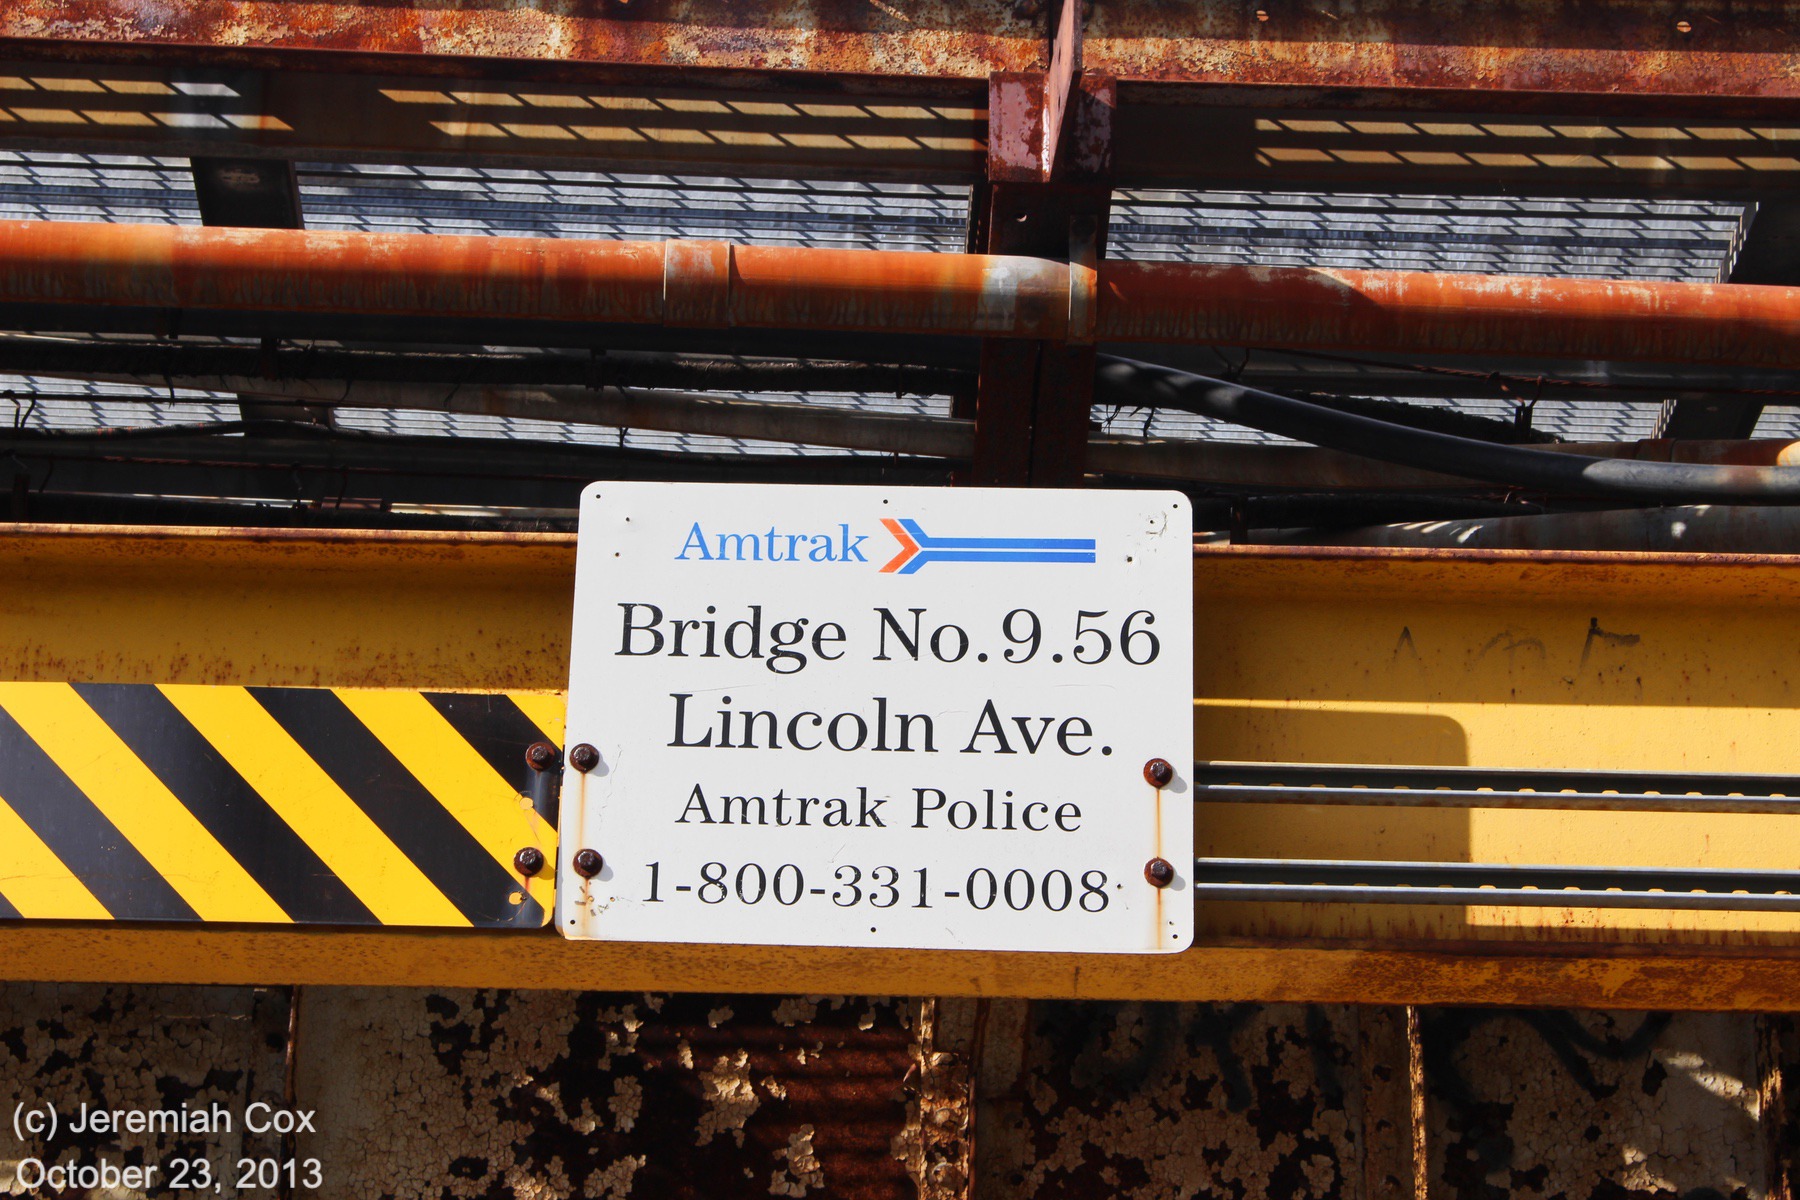 Amtrak
Bridge No.9.56
Lincoln Ave.
Amtrak Police
1-800-331-0008
(c) Jeremiah Cox
October 23, 2013